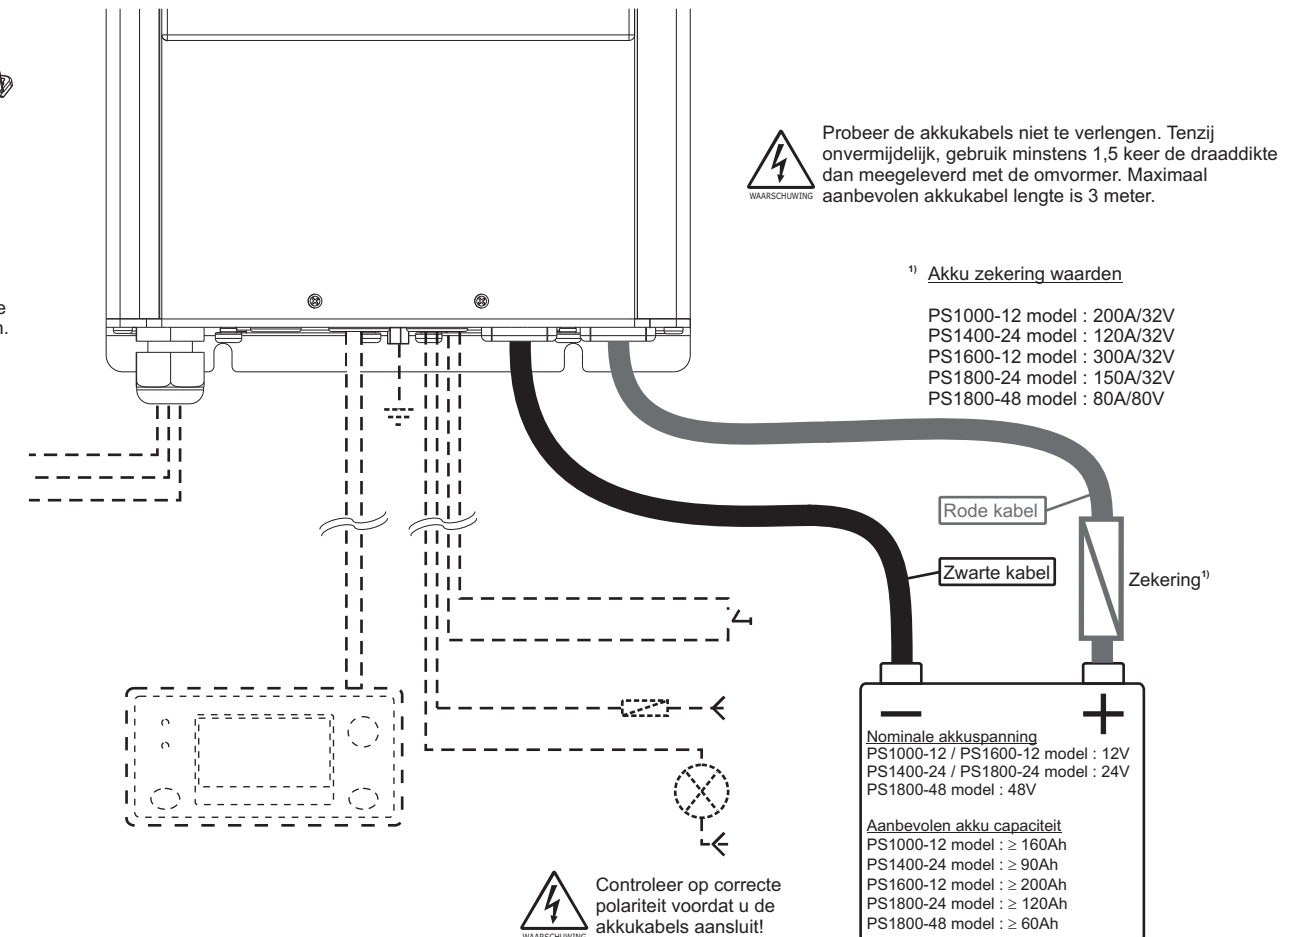 Probeer de akkukabels niet te verlengen. Tenzij
onvermijdelijk, gebruik minstens 1,5 keer de draaddikte
dan meegeleverd met de omvormer. Maximaal
aanbevolen akkukabel lengte is 3 meter.
WAARSCHUWING
1) Akku zekering waarden
PS1000-12 model : 200A/32V
PS1400-24 model : 120A/32V
PS1600-12 model : 300A/32V
PS1800-24 model : 150A/32V
PS1800-48 model : 80A/80V
e
n.
Rode kabel
Zwarte kabel
Zekering1)
Nominale akkuspanning
PS1000-12 / PS1600-12 model : 12V
PS1400-24 / PS1800-24 model : 24V
PS1800-48 model : 48V
Aanbevolen akku capaciteit
PS1000-12 model : ≥ 160Ah
PS1400-24 model : ≥ 90Ah
PS1600-12 model : ≥ 200Ah
PS1800-24 model : ≥ 120Ah
PS1800-48 model : ≥ 60Ah
Controleer op correcte
polariteit voordat u de
akkukabels aansluit!
WAARSCHUWING